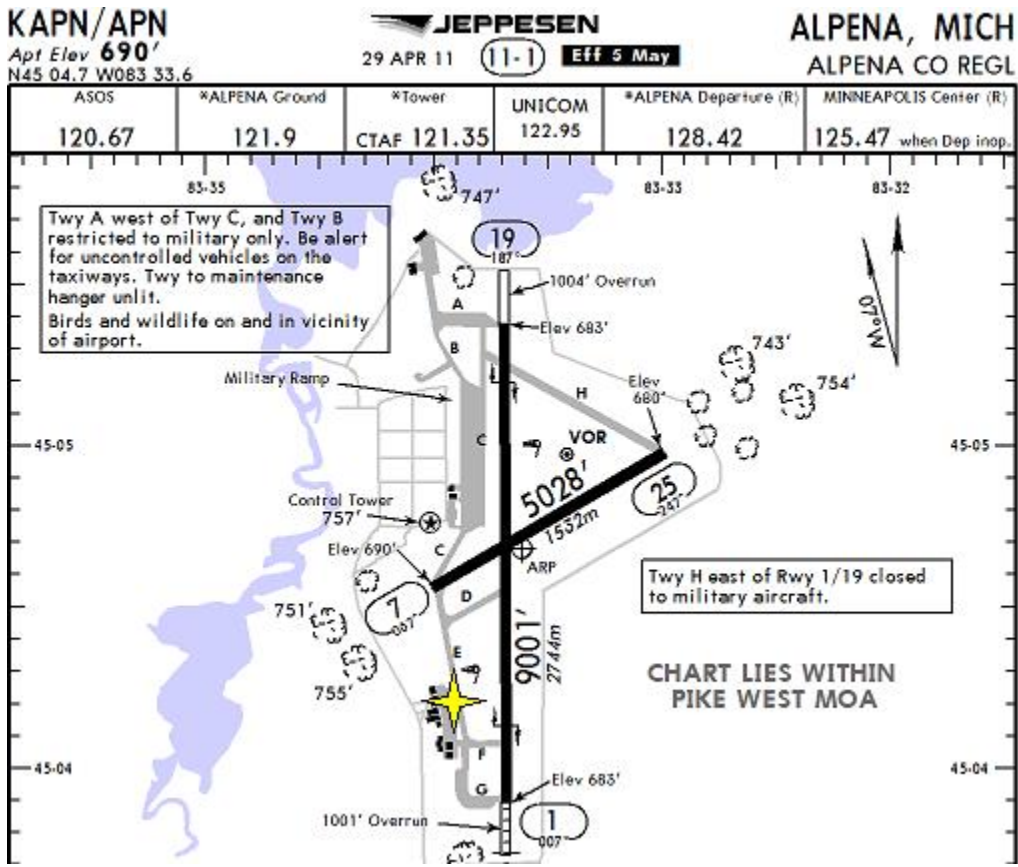 KAPN/APN
Apt Elev 690'
N45 04.7 W083 33.6
JEPPESEN
29 APR 11
11-1
Eff 5 May
ALPENA, MICH
ALPENA CO REGL
ASOS
120.67
*ALPENA Ground
121.9
*Tower
CTAF 121.35
UNICOM
122.95
*ALPENA Departure (R)
128.42
MINNEAPOLIS Center (R)
125.47 when Dep inop.
83-35
83-33
83-32
747'
Twy A west of Twy C, and Twy B
restricted to military only. Be alert
for uncontrolled vehicles on the
taxiways. Twy to maintenance
hanger unlit.
Birds and wildlife on and in vicinity
of airport.
19
187°
1004' Overrun
A
Elev 683'
07°W
B
743'
Military Ramp
H
Elev
680'
754'
45-05
C
VOR
45-05
5028'
1532m
25
247°
Control Tower
757'
Elev 690'
C
ARP
Twy H east of Rwy 1/19 closed
to military aircraft.
7
067°
D
751'
9001'
2744m
E
755'
CHART LIES WITHIN
PIKE WEST MOA
F
45-04
45-04
Elev 683'
G
1001' Overrun
1
007°